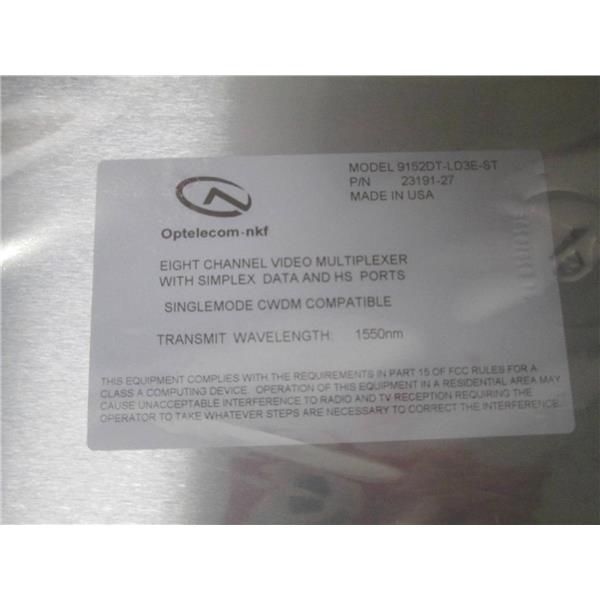 MODEL 9152DT-LD3E-ST
P/N 23191-27
MADE IN USA
Optelecom-nkf
EIGHT CHANNEL VIDEO MULTIPLEXER
WITH SIMPLEX DATA AND HS PORTS
SINGLEMODE CWDM COMPATIBLE
TRANSMIT WAVELENGTH: 1550nm
THIS EQUIPMENT COMPLIES WITH THE REQUIREMENTS IN PART 15 OF FCC RULES FOR A
CLASS A COMPUTING DEVICE. OPERATION OF THIS EQUIPMENT IN A RESIDENTIAL AREA MAY
CAUSE UNACCEPTABLE INTERFERENCE TO RADIO AND TV RECEPTION REQUIRING THE
OPERATOR TO TAKE WHATEVER STEPS ARE NECESSARY TO CORRECT THE INTERFERENCE.